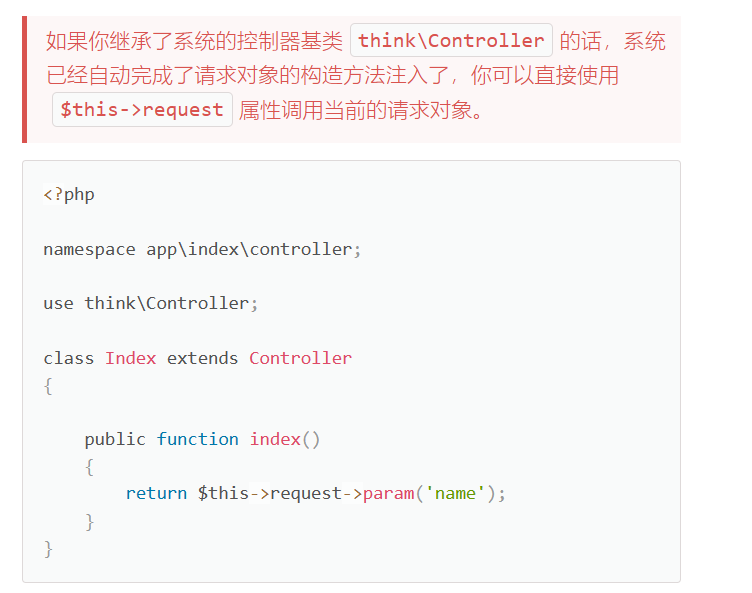 如果你继承了系统的控制器基类 think\Controller 的话，系统
已经自动完成了请求对象的构造方法注入了，你可以直接使用
$this->request 属性调用当前的请求对象。
<?php
namespace app\index\controller;
use think\Controller;
class Index extends Controller
{
    public function index()
    {
        return $this->request->param('name');
    }
}